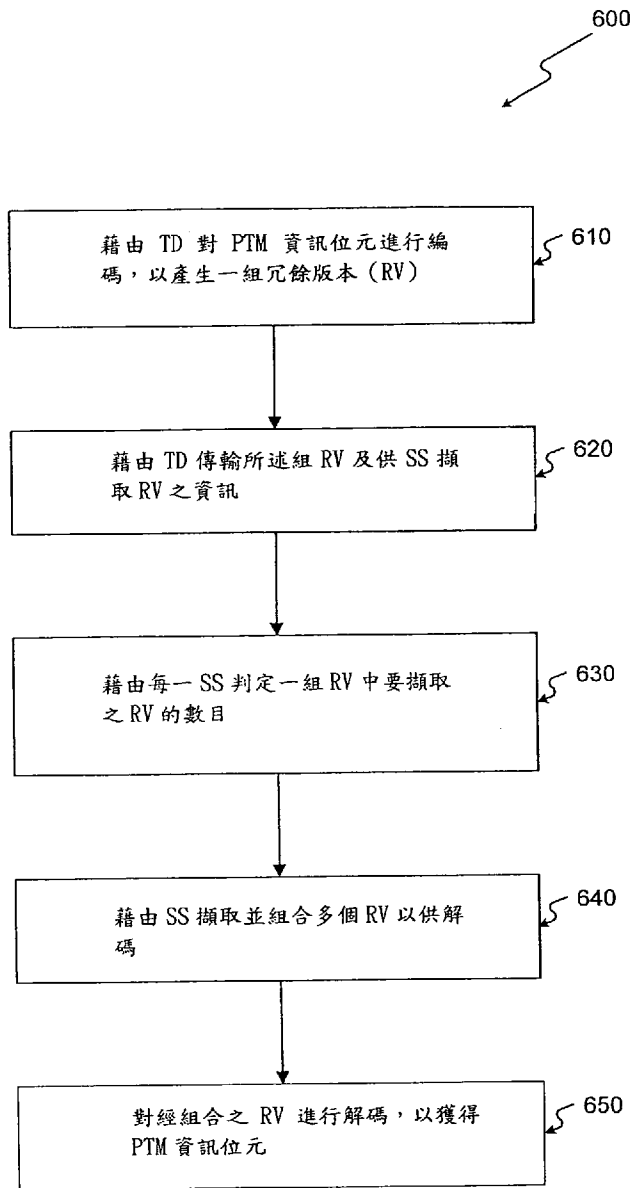 600
藉由 TD 對 PTM 資訊位元進行編
碼，以產生一組冗餘版本（RV）
610
藉由 TD 傳輸所述組 RV 及供 SS 擷
取 RV 之資訊
620
藉由每一 SS 判定一組 RV 中要擷取
之 RV 的數目
630
藉由 SS 擷取並組合多個 RV 以供解
碼
640
對經組合之 RV 進行解碼，以獲得
PTM 資訊位元
650